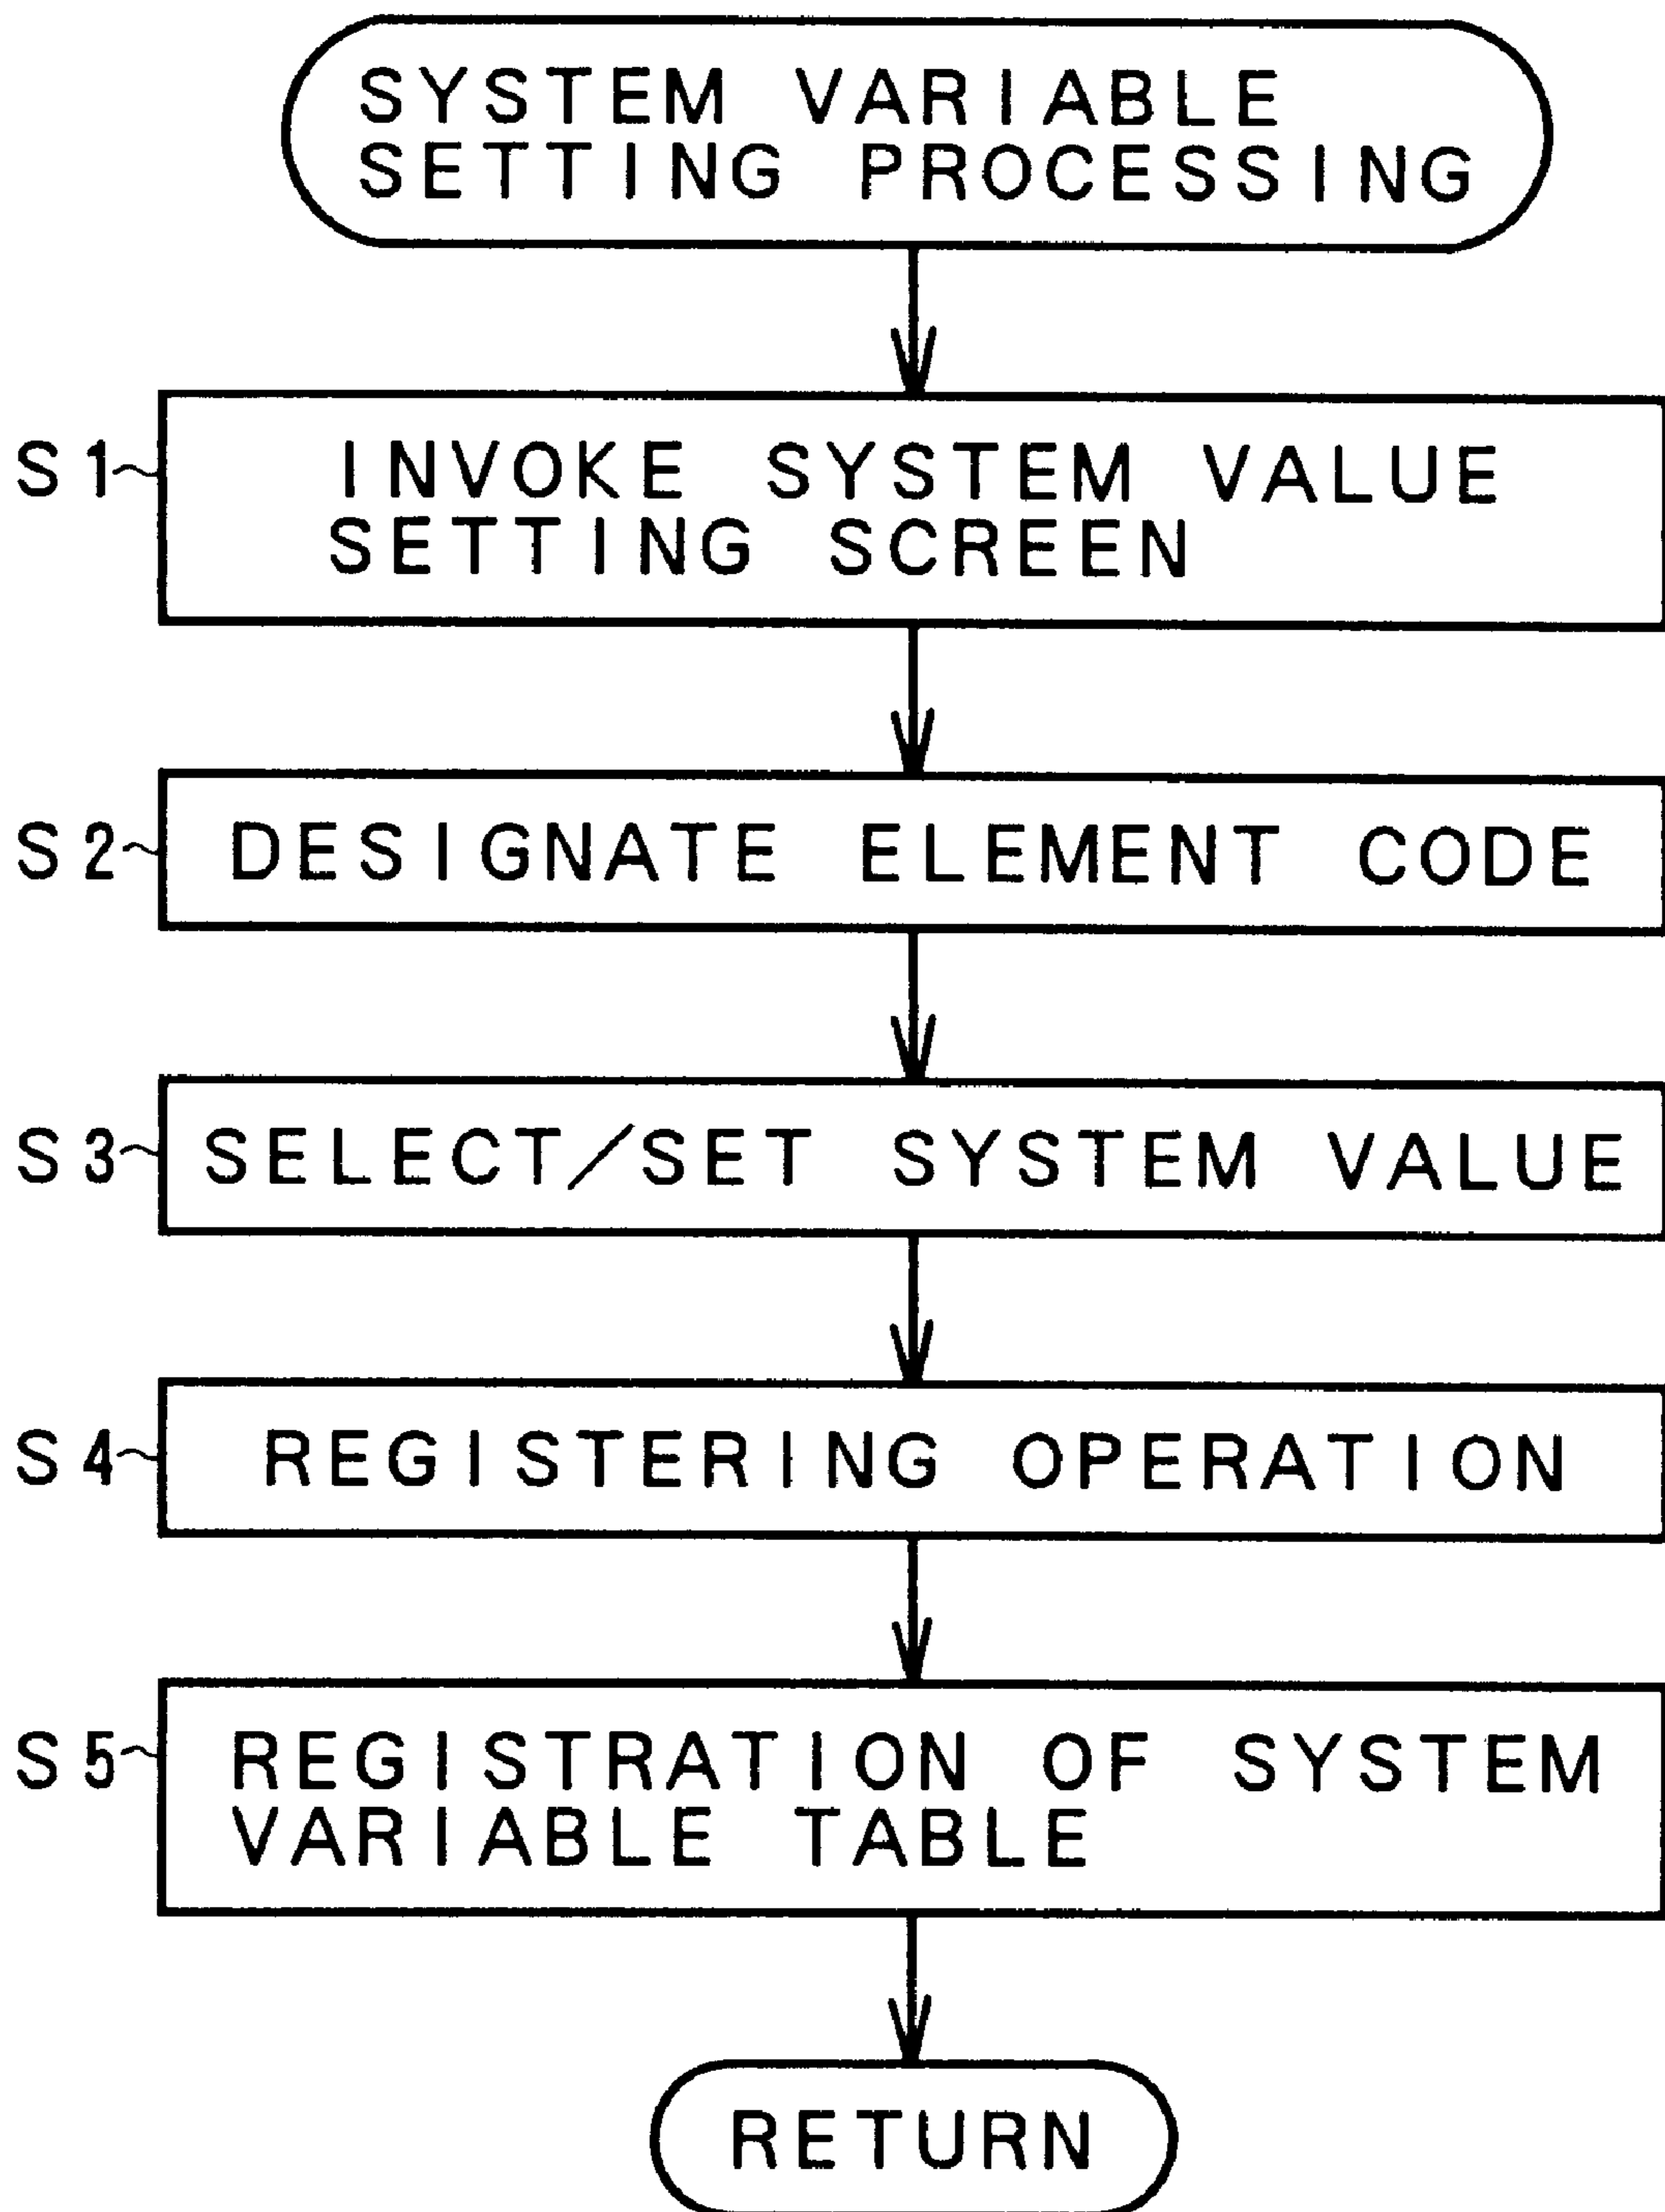 SYSTEM VARIABLE
SETTING PROCESSING
S1
INVOKE SYSTEM VALUE
SETTING SCREEN
S2
DESIGNATE ELEMENT CODE
S3
SELECT/SET SYSTEM VALUE
S4
REGISTERING OPERATION
S5
REGISTRATION OF SYSTEM
VARIABLE TABLE
RETURN